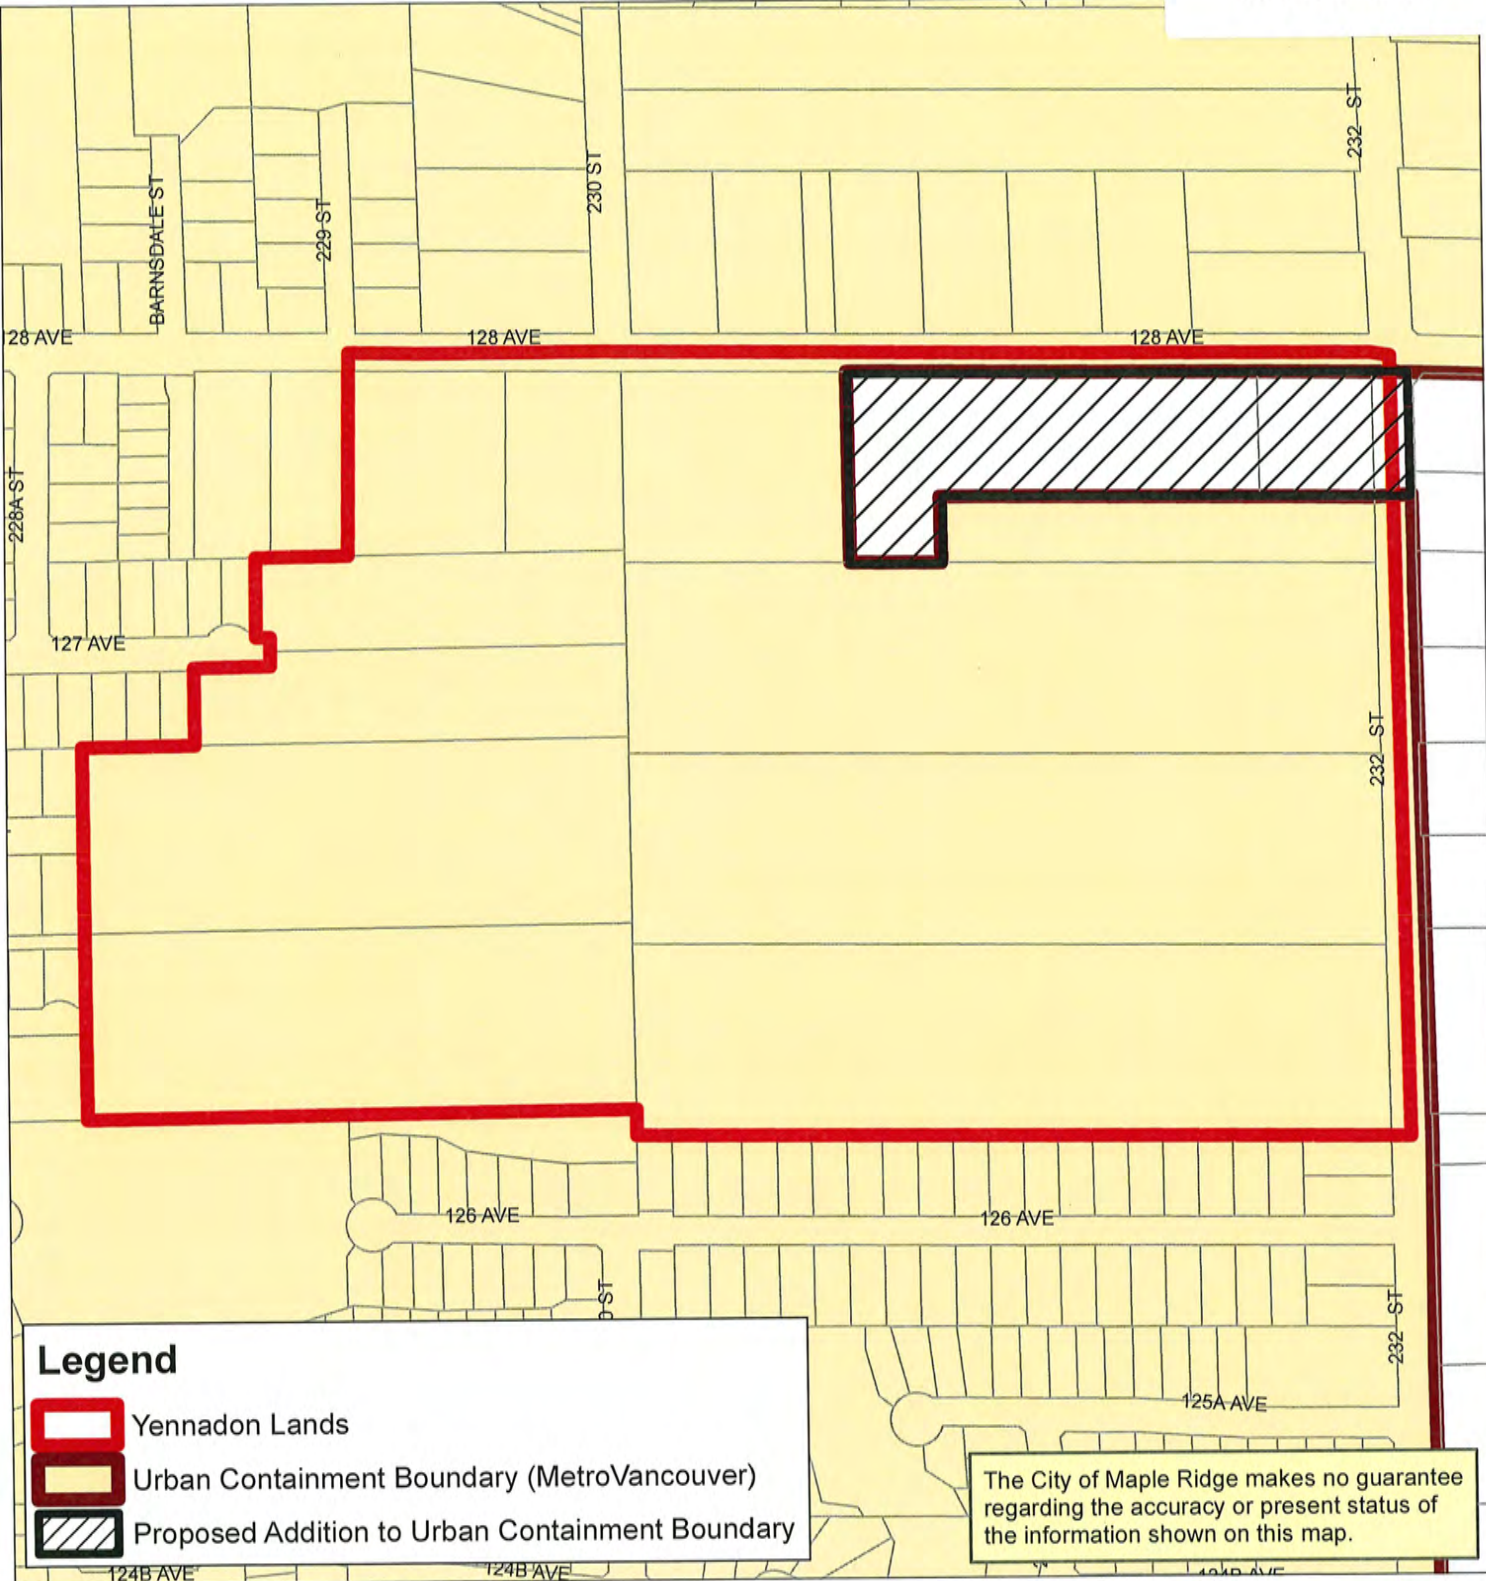 232 ST
230 ST
BARNSDALE ST
229 ST
128 AVE
128 AVE
228A ST
127 AVE
232 ST
126 AVE
126 AVE
232 ST
125A AVE
Legend
Yennadon Lands
Urban Containment Boundary (MetroVancouver)
Proposed Addition to Urban Containment Boundary
The City of Maple Ridge makes no guarantee
regarding the accuracy or present status of
the information shown on this map.
28 AVE
ST
124B AVE
124B AVE